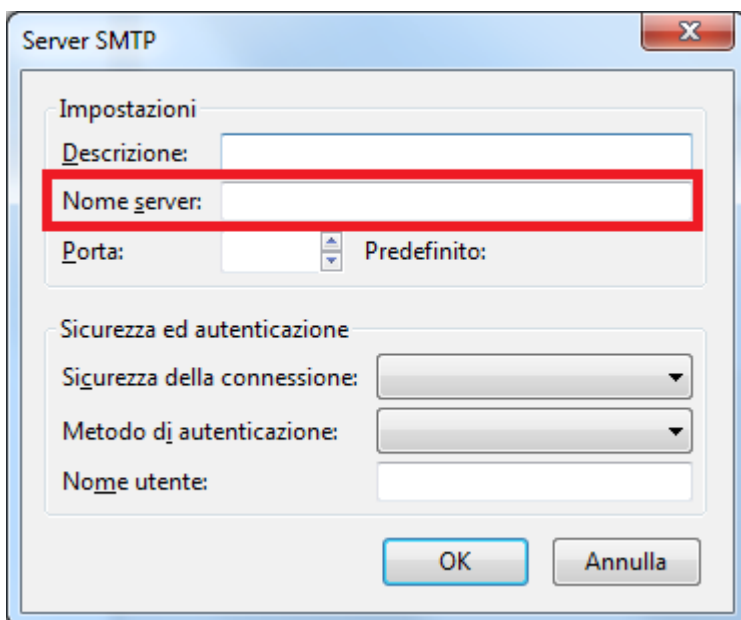 Server SMTP
Impostazioni
Descrizione:
Nome server:
Porta: Predefinito:
Sicurezza ed autenticazione
Sicurezza della connessione:
Metodo di autenticazione:
Nome utente:
OK Annulla